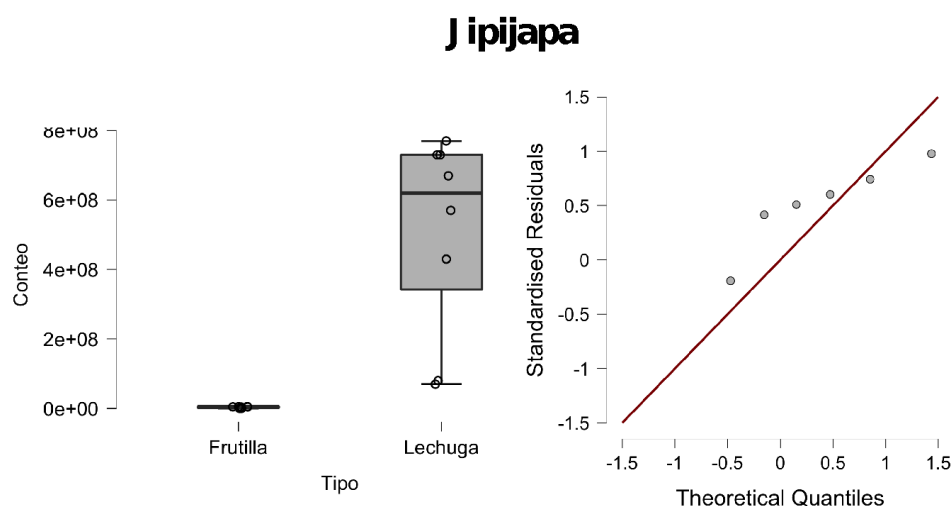 Jipijapa
8e+08
6e+08
4e+08
2e+08
0e+00
Conteo
Frutilla
Lechuga
Tipo
1.5
1
0.5
0
-0.5
-1
-1.5
Standardised Residuals
-1.5 -1 -0.5 0 0.5 1 1.5
Theoretical Quantiles